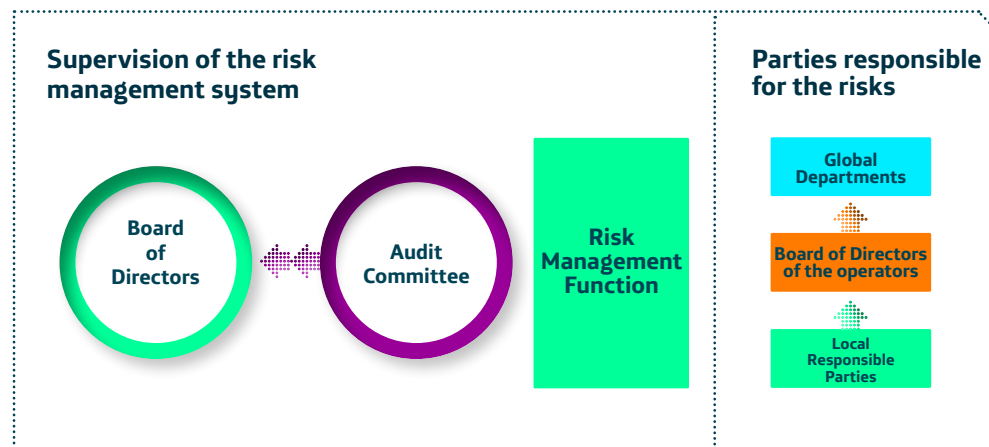 Supervision of the risk
management system
Board
of
Directors
Audit
Committee
Risk
Management
Function
Parties responsible
for the risks
Global
Departments
Board of Directors
of the operators
Local
Responsible
Parties